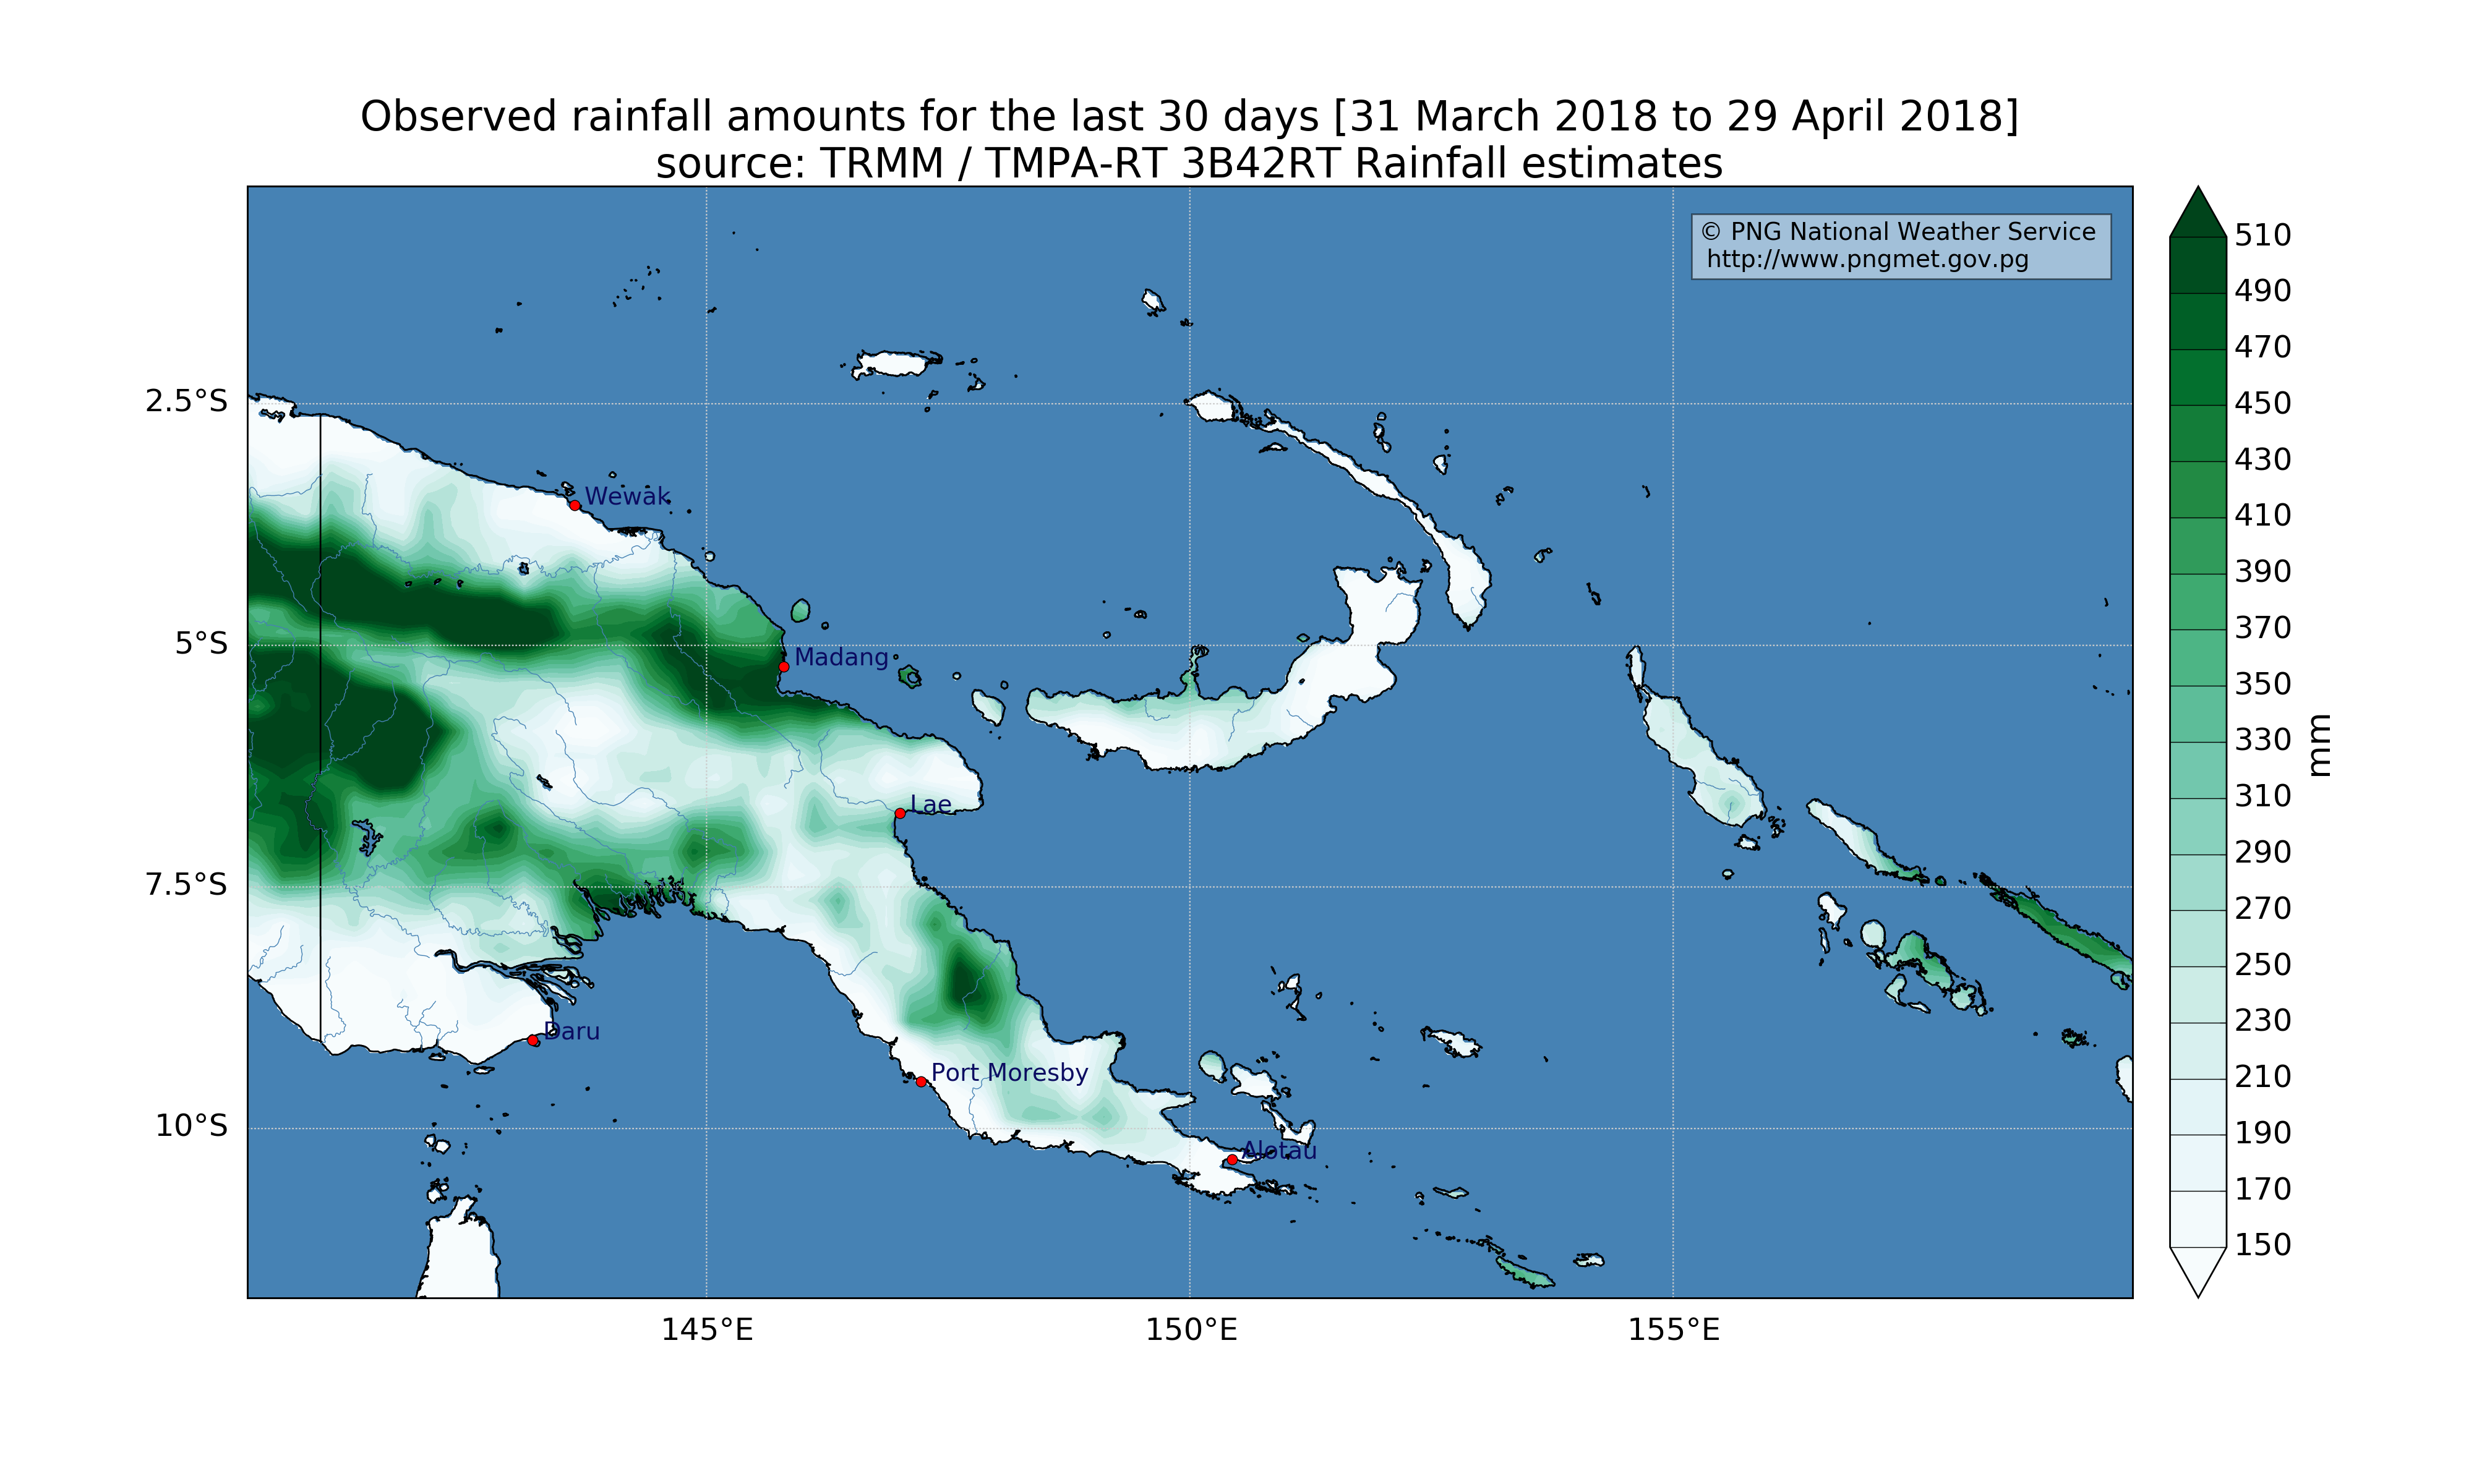 Observed rainfall amounts for the last 30 days [31 March 2018 to 29 April 2018]
source: TRMM / TMPA-RT 3B42RT Rainfall estimates
© PNG National Weather Service
http://www.pngmet.gov.pg
2.5°S
5°S
7.5°S
10°S
145°E
150°E
155°E
Wewak
Madang
Lae
Daru
Port Moresby
Alotau
510
490
470
450
430
410
390
370
350
330
310
290
270
250
230
210
190
170
150
mm